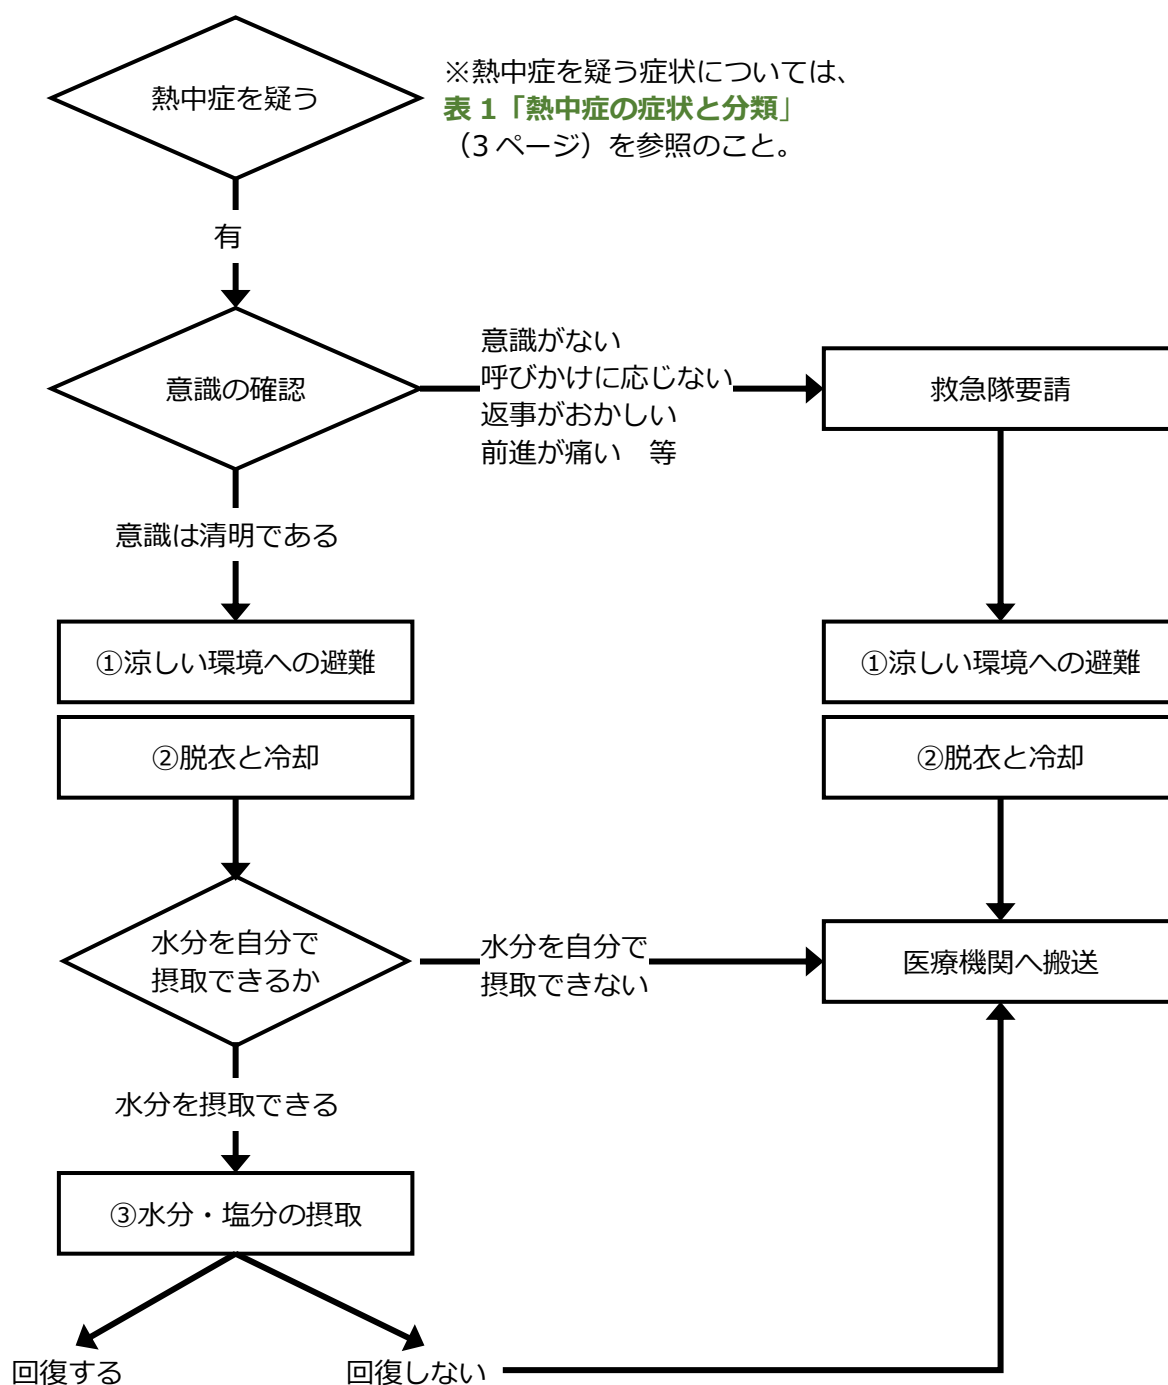 熱中症を疑う
※熱中症を疑う症状については、
表 1「熱中症の症状と分類」
（3 ページ）を参照のこと。
有
意識の確認
意識がない
呼びかけに応じない
返事がおかしい
前進が痛い　等
救急隊要請
意識は清明である
①涼しい環境への避難
①涼しい環境への避難
②脱衣と冷却
②脱衣と冷却
水分を自分で
摂取できるか
水分を自分で
摂取できない
医療機関へ搬送
水分を摂取できる
③水分・塩分の摂取
回復する
回復しない